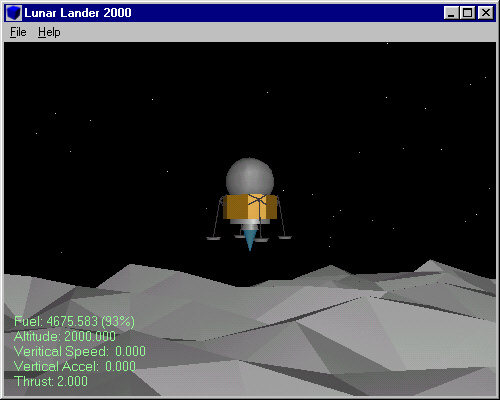 Lunar Lander 2000
File Help
Fuel: 4675.583 (93%)
Altitude: 2000.000
Veritical Speed: 0.000
Vertical Accel: 0.000
Thrust: 2.000